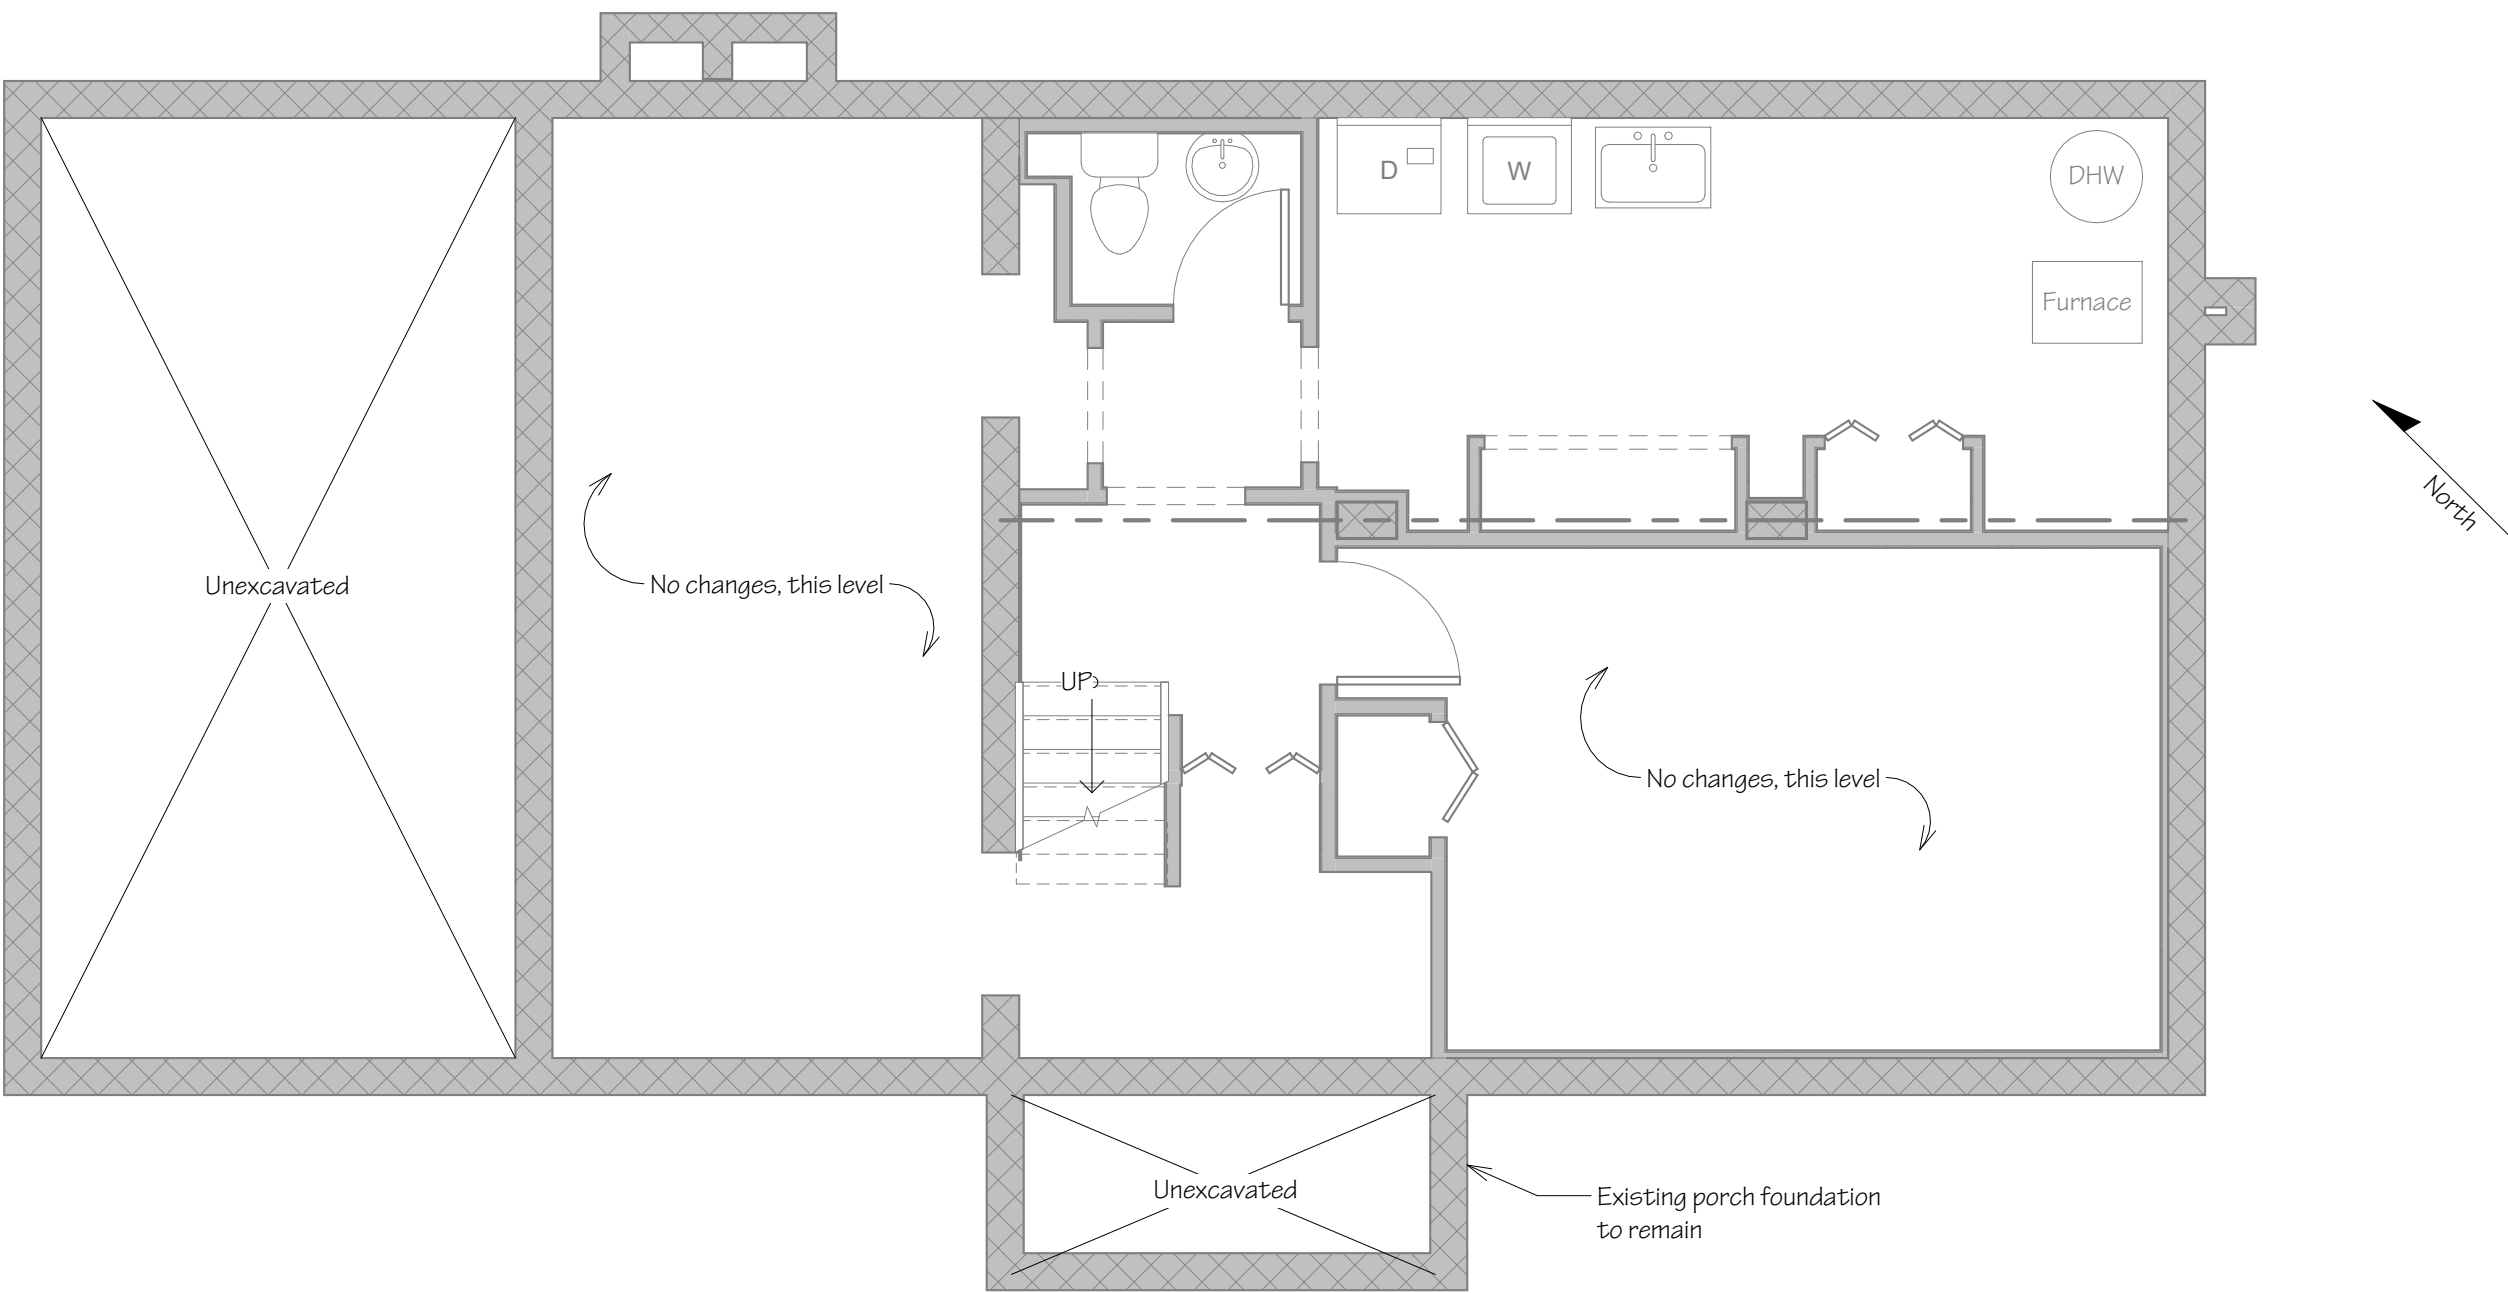 D
W
DHW
Furnace
North
Unexcavated
No changes, this level
UP
No changes, this level
Unexcavated
Existing porch foundation
to remain